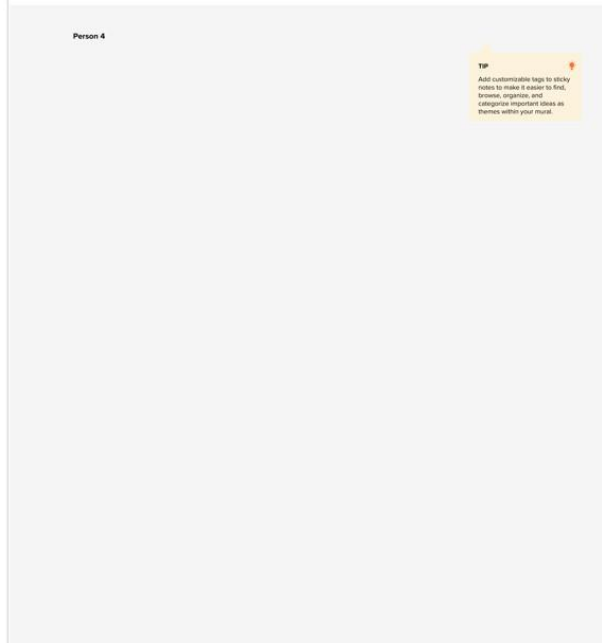 Person 4
TIP
Add customizable tags to sticky
notes to make it easier to find,
browse, organize, and
categorize important ideas as
themes within your mural.